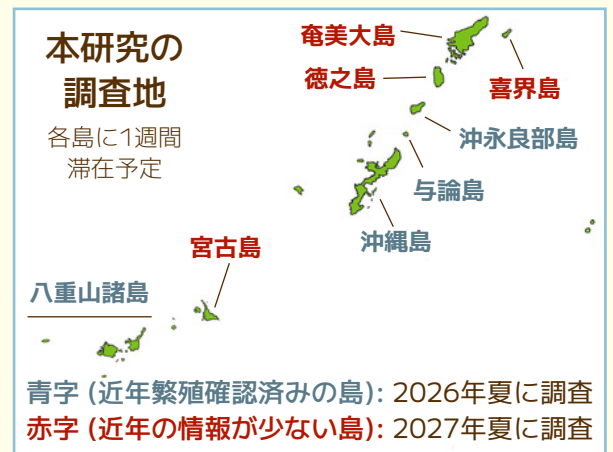 本研究の
調査地
各島に1週間
滞在予定
奄美大島
徳之島
喜界島
沖永良部島
与論島
沖縄島
宮古島
八重山諸島
青字 (近年繁殖確認済みの島): 2026年夏に調査
赤字 (近年の情報が少ない島): 2027年夏に調査